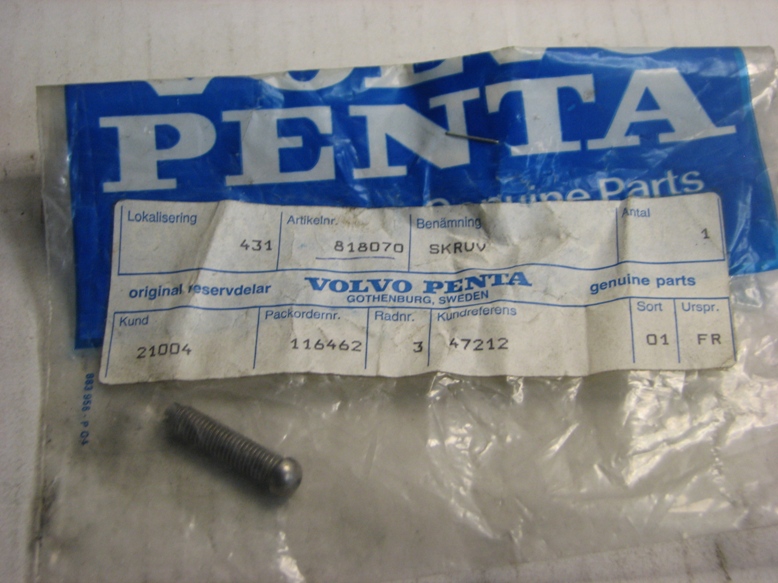 VOLVO
PENTA
Genuine Parts
Lokalisering Artikelnr. Benämning Antal
431 818070 SKRUV 1
original reservdelar VOLVO PENTA genuine parts
GOTHENBURG, SWEDEN
Kund Packordernr. Radnr. Kundreferens Sort Urspr.
21004 116462 3 47212 01 FR